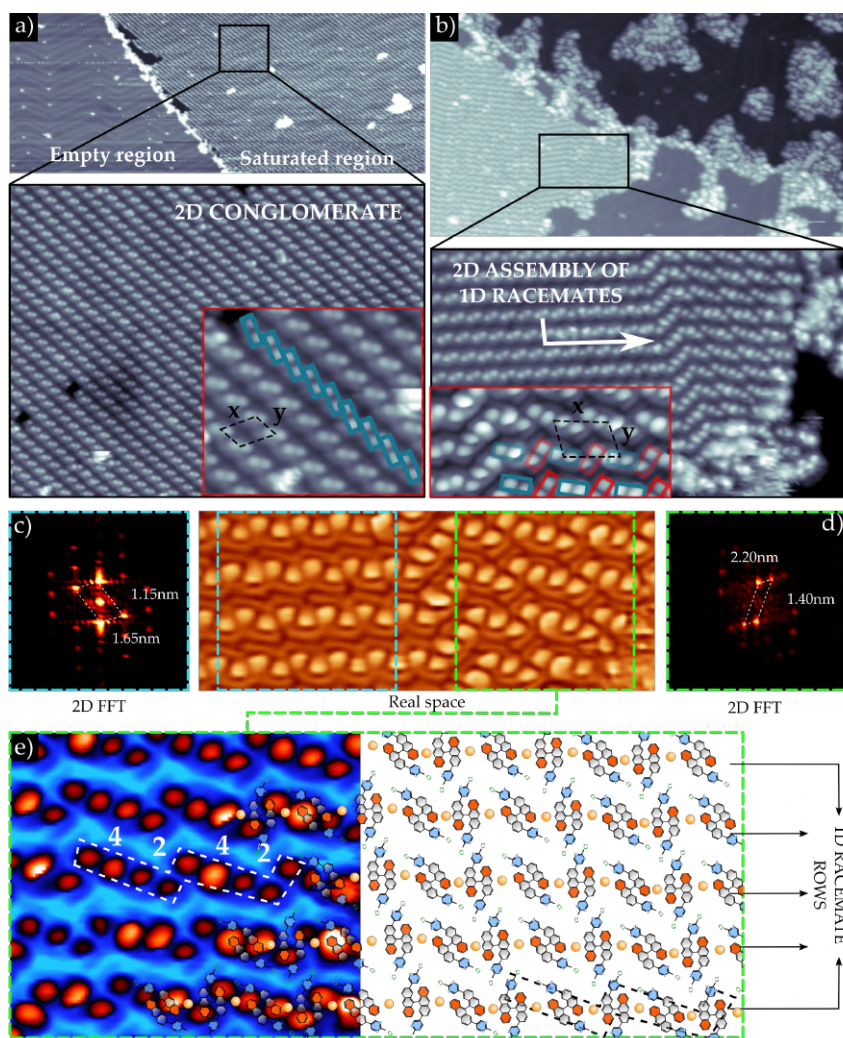 a)
Empty region
Saturated region
2D CONGLOMERATE
x
y
b)
2D ASSEMBLY OF
1D RACEMATES
x
y
c)
1.15nm
1.65nm
2D FFT
Real space
d)
2.20nm
1.40nm
2D FFT
e)
4
2
4
2
1D RACEMATE
ROWS